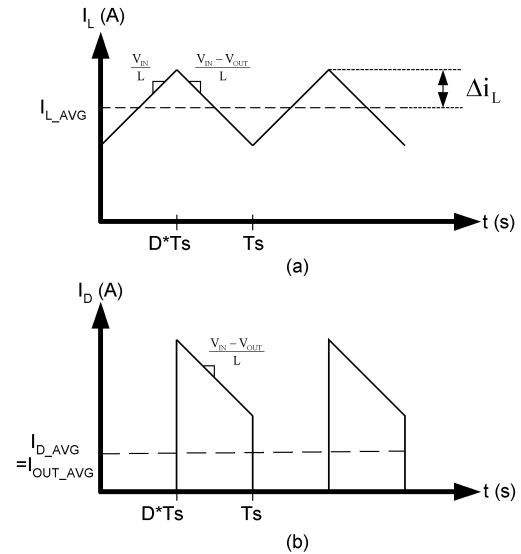 I_L (A)
V_IN / L
V_IN – V_OUT / L
I_L_AVG
Δi_L
t (s)
D*Ts
Ts
(a)
I_D (A)
V_IN – V_OUT / L
I_D_AVG
=I_OUT_AVG
t (s)
D*Ts
Ts
(b)